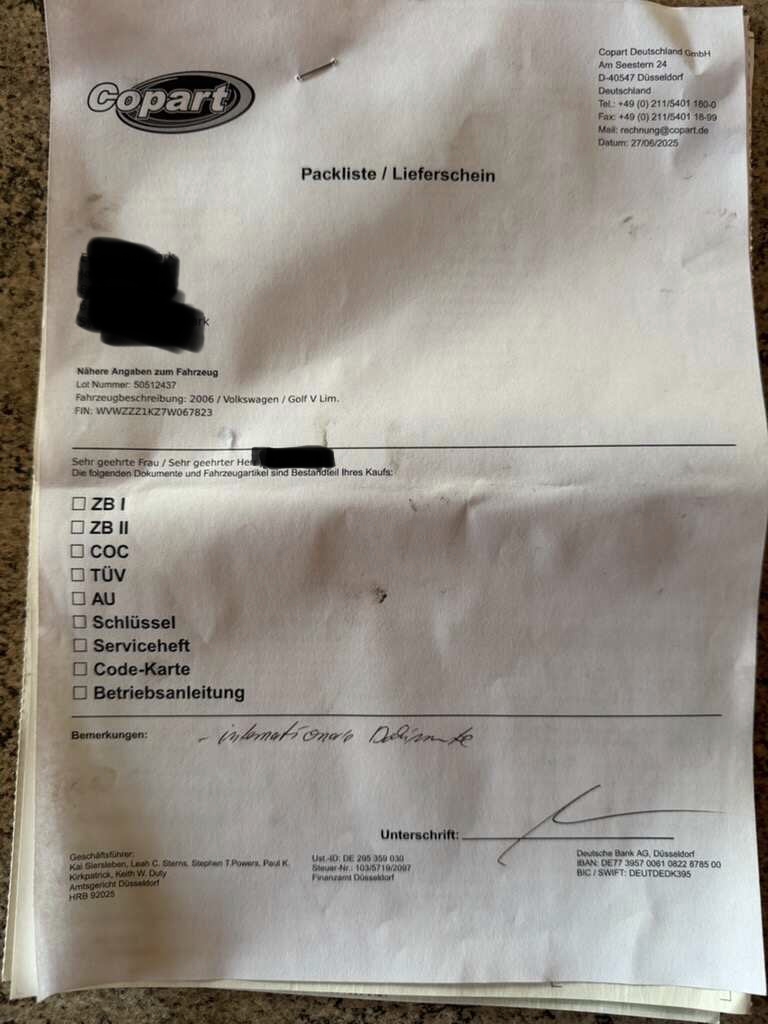 Copart
Copart Deutschland GmbH
Am Seestern 24
D-40547 Düsseldorf
Deutschland
Tel.: +49 (0) 211/5401 160-0
Fax: +49 (0) 211/5401 18-99
Mail: rechnung@copart.de
Datum: 27/06/2025
Packliste / Lieferschein
Nähere Angaben zum Fahrzeug
Lot Nummer: 50512437
Fahrzeugbeschreibung: 2006 / Volkswagen / Golf V Lim.
FIN: WVWZZZ1KZ7W067823
Sehr geehrte Frau / Sehr geehrter Her
Die folgenden Dokumente und Fahrzeugartikel sind Bestandteil Ihres Kaufs:
☐ ZB I
☐ ZB II
☐ COC
☐ TÜV
☐ AU
☐ Schlüssel
☐ Serviceheft
☐ Code-Karte
☐ Betriebsanleitung
Bemerkungen: - internationale Dokumente
Unterschrift:
Geschäftsführer:
Kai Siersleben, Leah C. Sterns, Stephen T.Powers, Paul K.
Kirkpatrick, Keith W. Duty
Amtsgericht Düsseldorf
HRB 92025
Ust.-ID: DE 295 359 030
Steuer-Nr.: 103/5719/2097
Finanzamt Düsseldorf
Deutsche Bank AG, Düsseldorf
IBAN: DE77 3957 0061 0822 8785 00
BIC / SWIFT: DEUTDEDK395